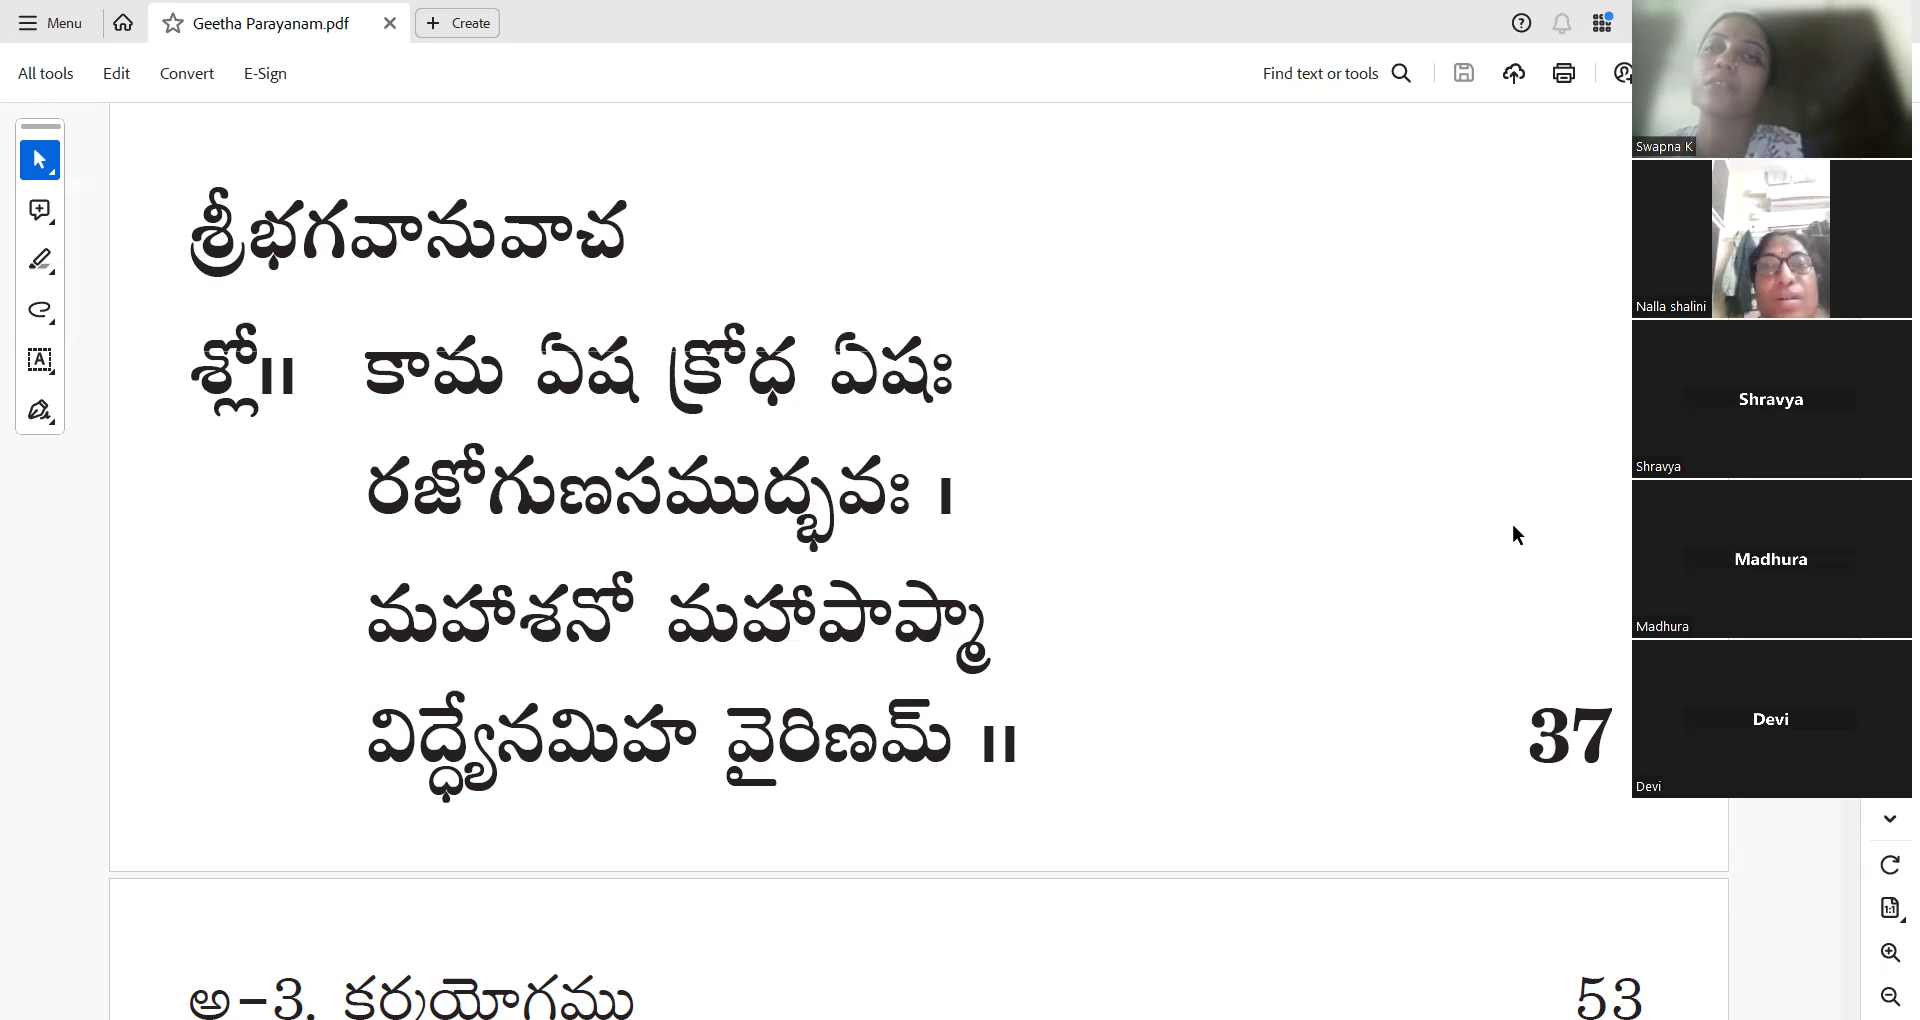 Menu
Geetha Parayanam.pdf
Create
All tools
Edit
Convert
E-Sign
Find text or tools
శ్రీభగవానువాచ
శ్లో॥ కామ ఏష క్రోధ ఏషః
రజోగుణసముద్భవః ।
మహాశనో మహాపాప్మా
విద్ధ్యేనమిహ వైరిణమ్ ॥ 37
అ-3. కర్మయోగము 53
Swapna K
Nalla shalini
Shravya
Shravya
Madhura
Madhura
Devi
Devi